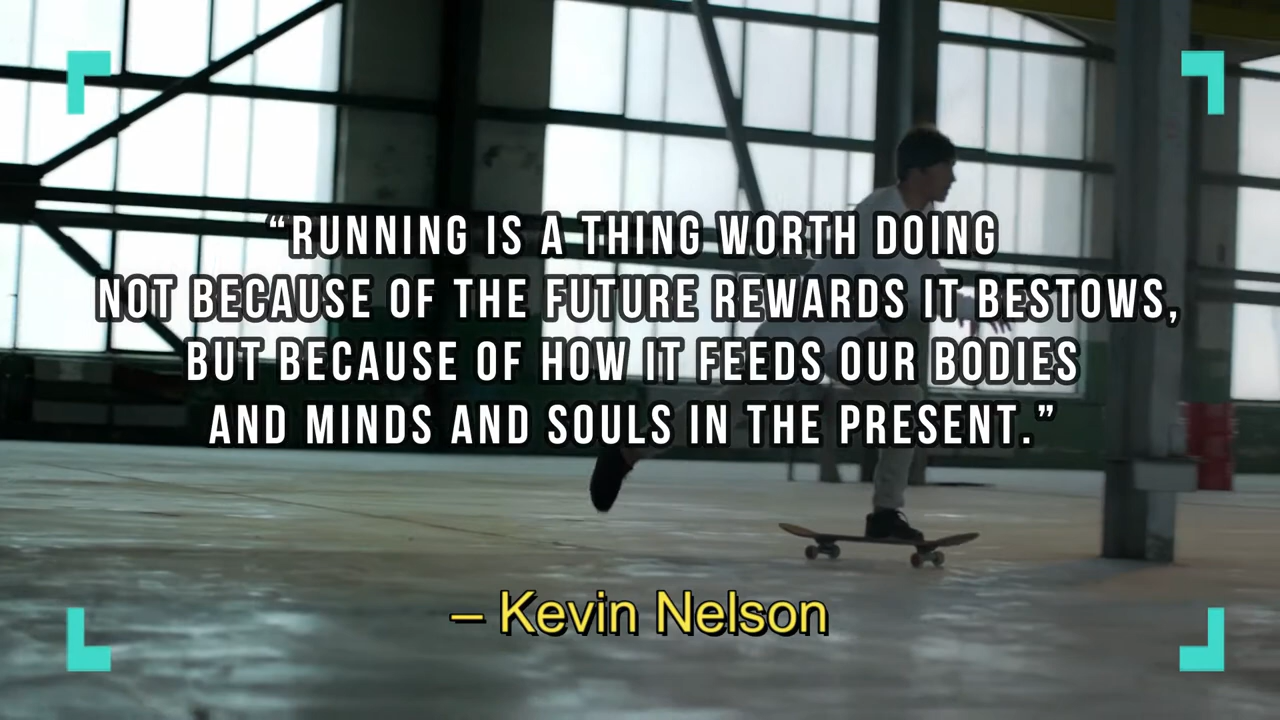 “RUNNING IS A THING WORTH DOING
NOT BECAUSE OF THE FUTURE REWARDS IT BESTOWS,
BUT BECAUSE OF HOW IT FEEDS OUR BODIES
AND MINDS AND SOULS IN THE PRESENT.”
– Kevin Nelson